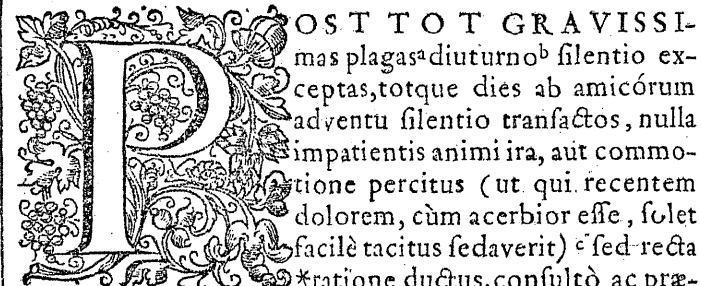 POST TOT GRAVISSI-
mas plagasᵃ diuturnoᵇ ſilentio ex-
ceptas, totque dies ab amicórum
adventu ſilentio tranſactos, nulla
impatientis animi ira, aut commo-
tione percitus (ut qui recentem
dolorem, cùm acerbior eſſe, ſolet
facilè tacitus ſedaverit) ᶜ ſed recta
*ratione ductus, conſultò ac præ-